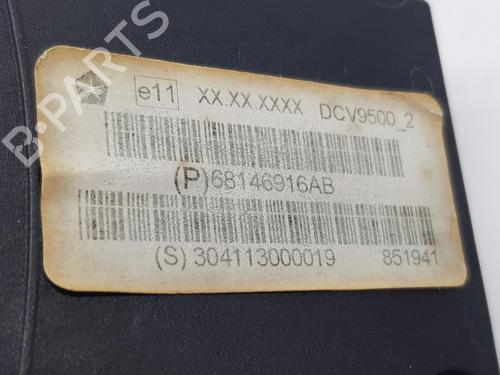 e11 XX.XX.XXXX DCV9500_2
(P)68146916AB
(S) 304113000019 851941
B-PARTS